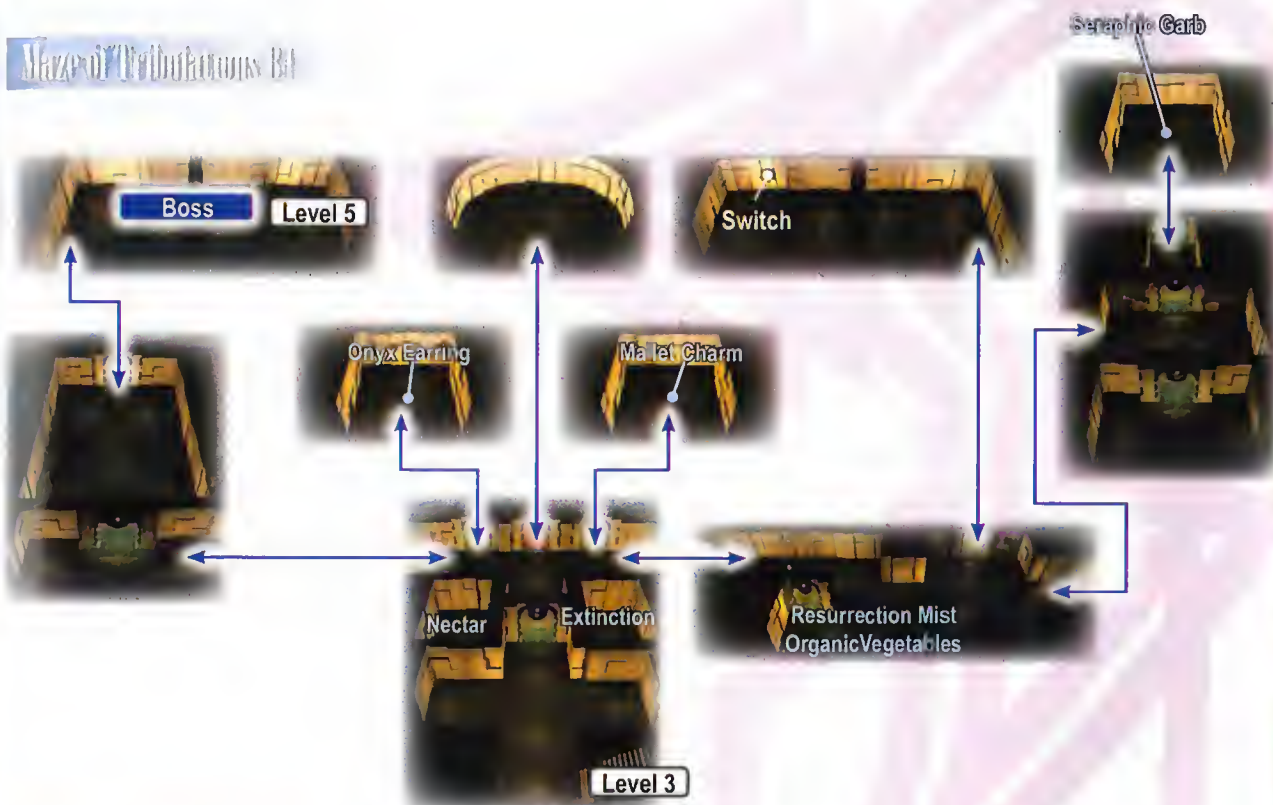 Maze of Tribulations B4
Seraphic Garb
Boss
Level 5
Switch
Onyx Earring
Mallet Charm
Nectar
Extinction
Resurrection Mist
OrganicVegetables
Level 3